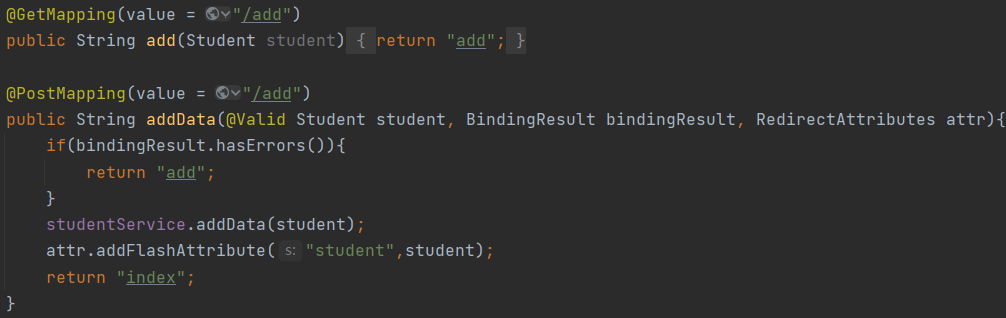 @GetMapping(value = "/add")
public String add(Student student) { return "add"; }
@PostMapping(value = "/add")
public String addData(@Valid Student student, BindingResult bindingResult, RedirectAttributes attr){
if(bindingResult.hasErrors()){
return "add";
}
studentService.addData(student);
attr.addFlashAttribute( s: "student",student);
return "index";
}